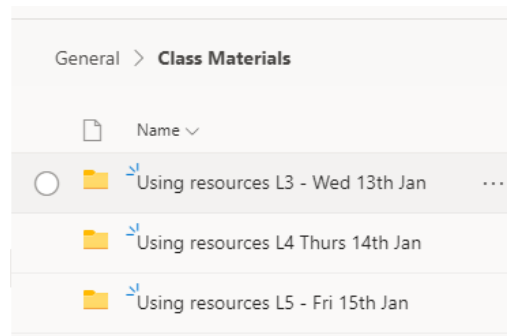 General > Class Materials
Name
Using resources L3 - Wed 13th Jan ...
Using resources L4 Thurs 14th Jan
Using resources L5 - Fri 15th Jan